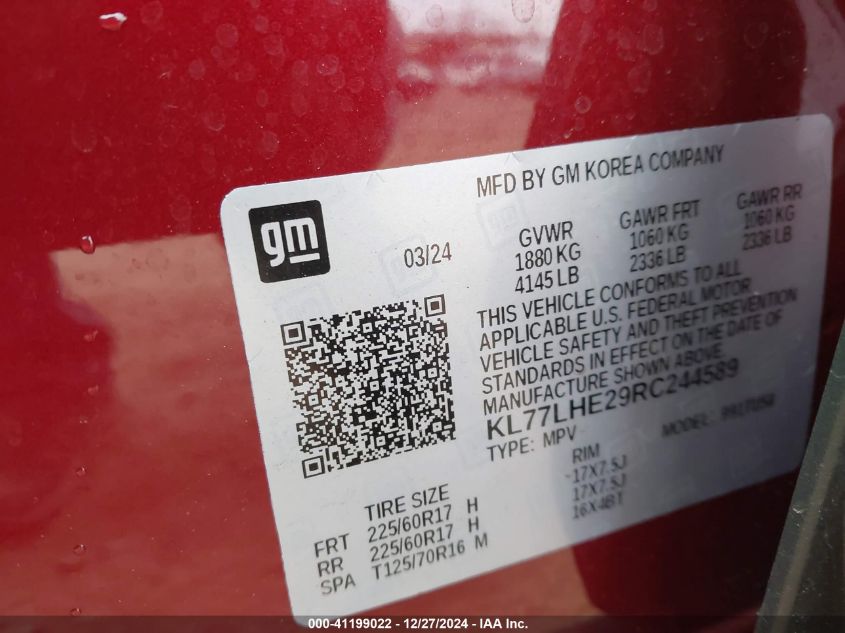 MFD BY GM KOREA COMPANY
gm
03/24
GVWR GAWR FRT GAWR RR
1880 KG 1060 KG 1060 KG
4145 LB 2336 LB 2336 LB
THIS VEHICLE CONFORMS TO ALL
APPLICABLE U.S. FEDERAL MOTOR
VEHICLE SAFETY AND THEFT PREVENTION
STANDARDS IN EFFECT ON THE DATE OF
MANUFACTURE SHOWN ABOVE.
KL77LHE29RC244589
TYPE: MPV MODEL:
TIRE SIZE RIM
FRT 225/60R17 H -17X7.5J
RR 225/60R17 H 17X7.5J
SPA T125/70R16 M 16X4BT
000-41199022 - 12/27/2024 - IAA Inc.